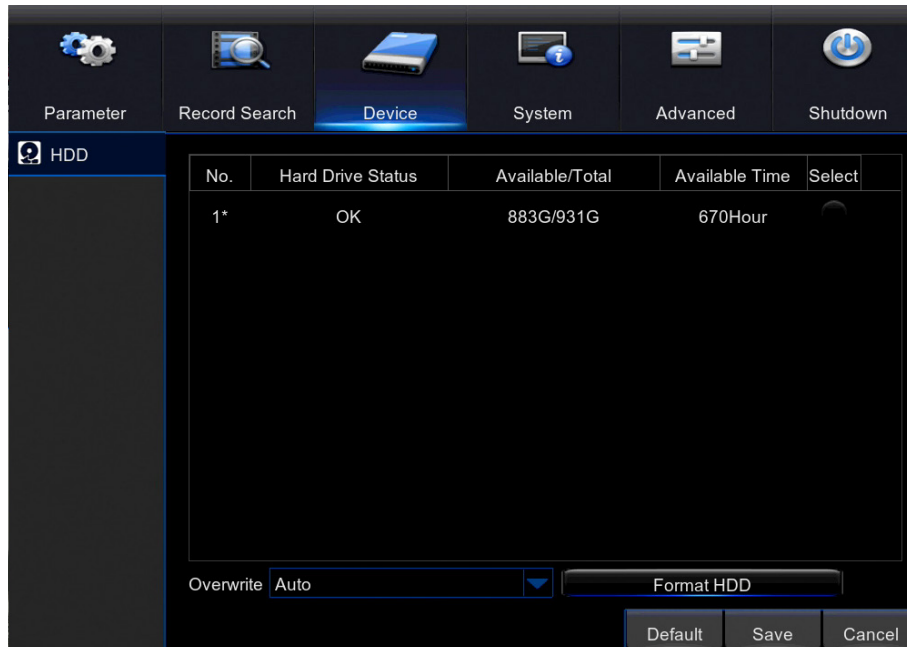 Parameter Record Search Device System Advanced Shutdown
HDD
No. Hard Drive Status Available/Total Available Time Select
1* OK 883G/931G 670Hour
Overwrite Auto Format HDD
Default Save Cancel